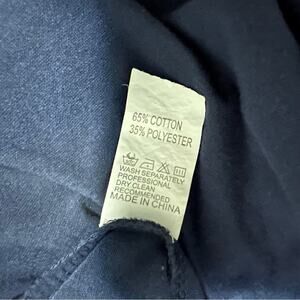 65% COTTON
35% POLYESTER
WASH SEPARATELY
PROFESSIONAL
DRY CLEAN
RECOMMENDED
MADE IN CHINA